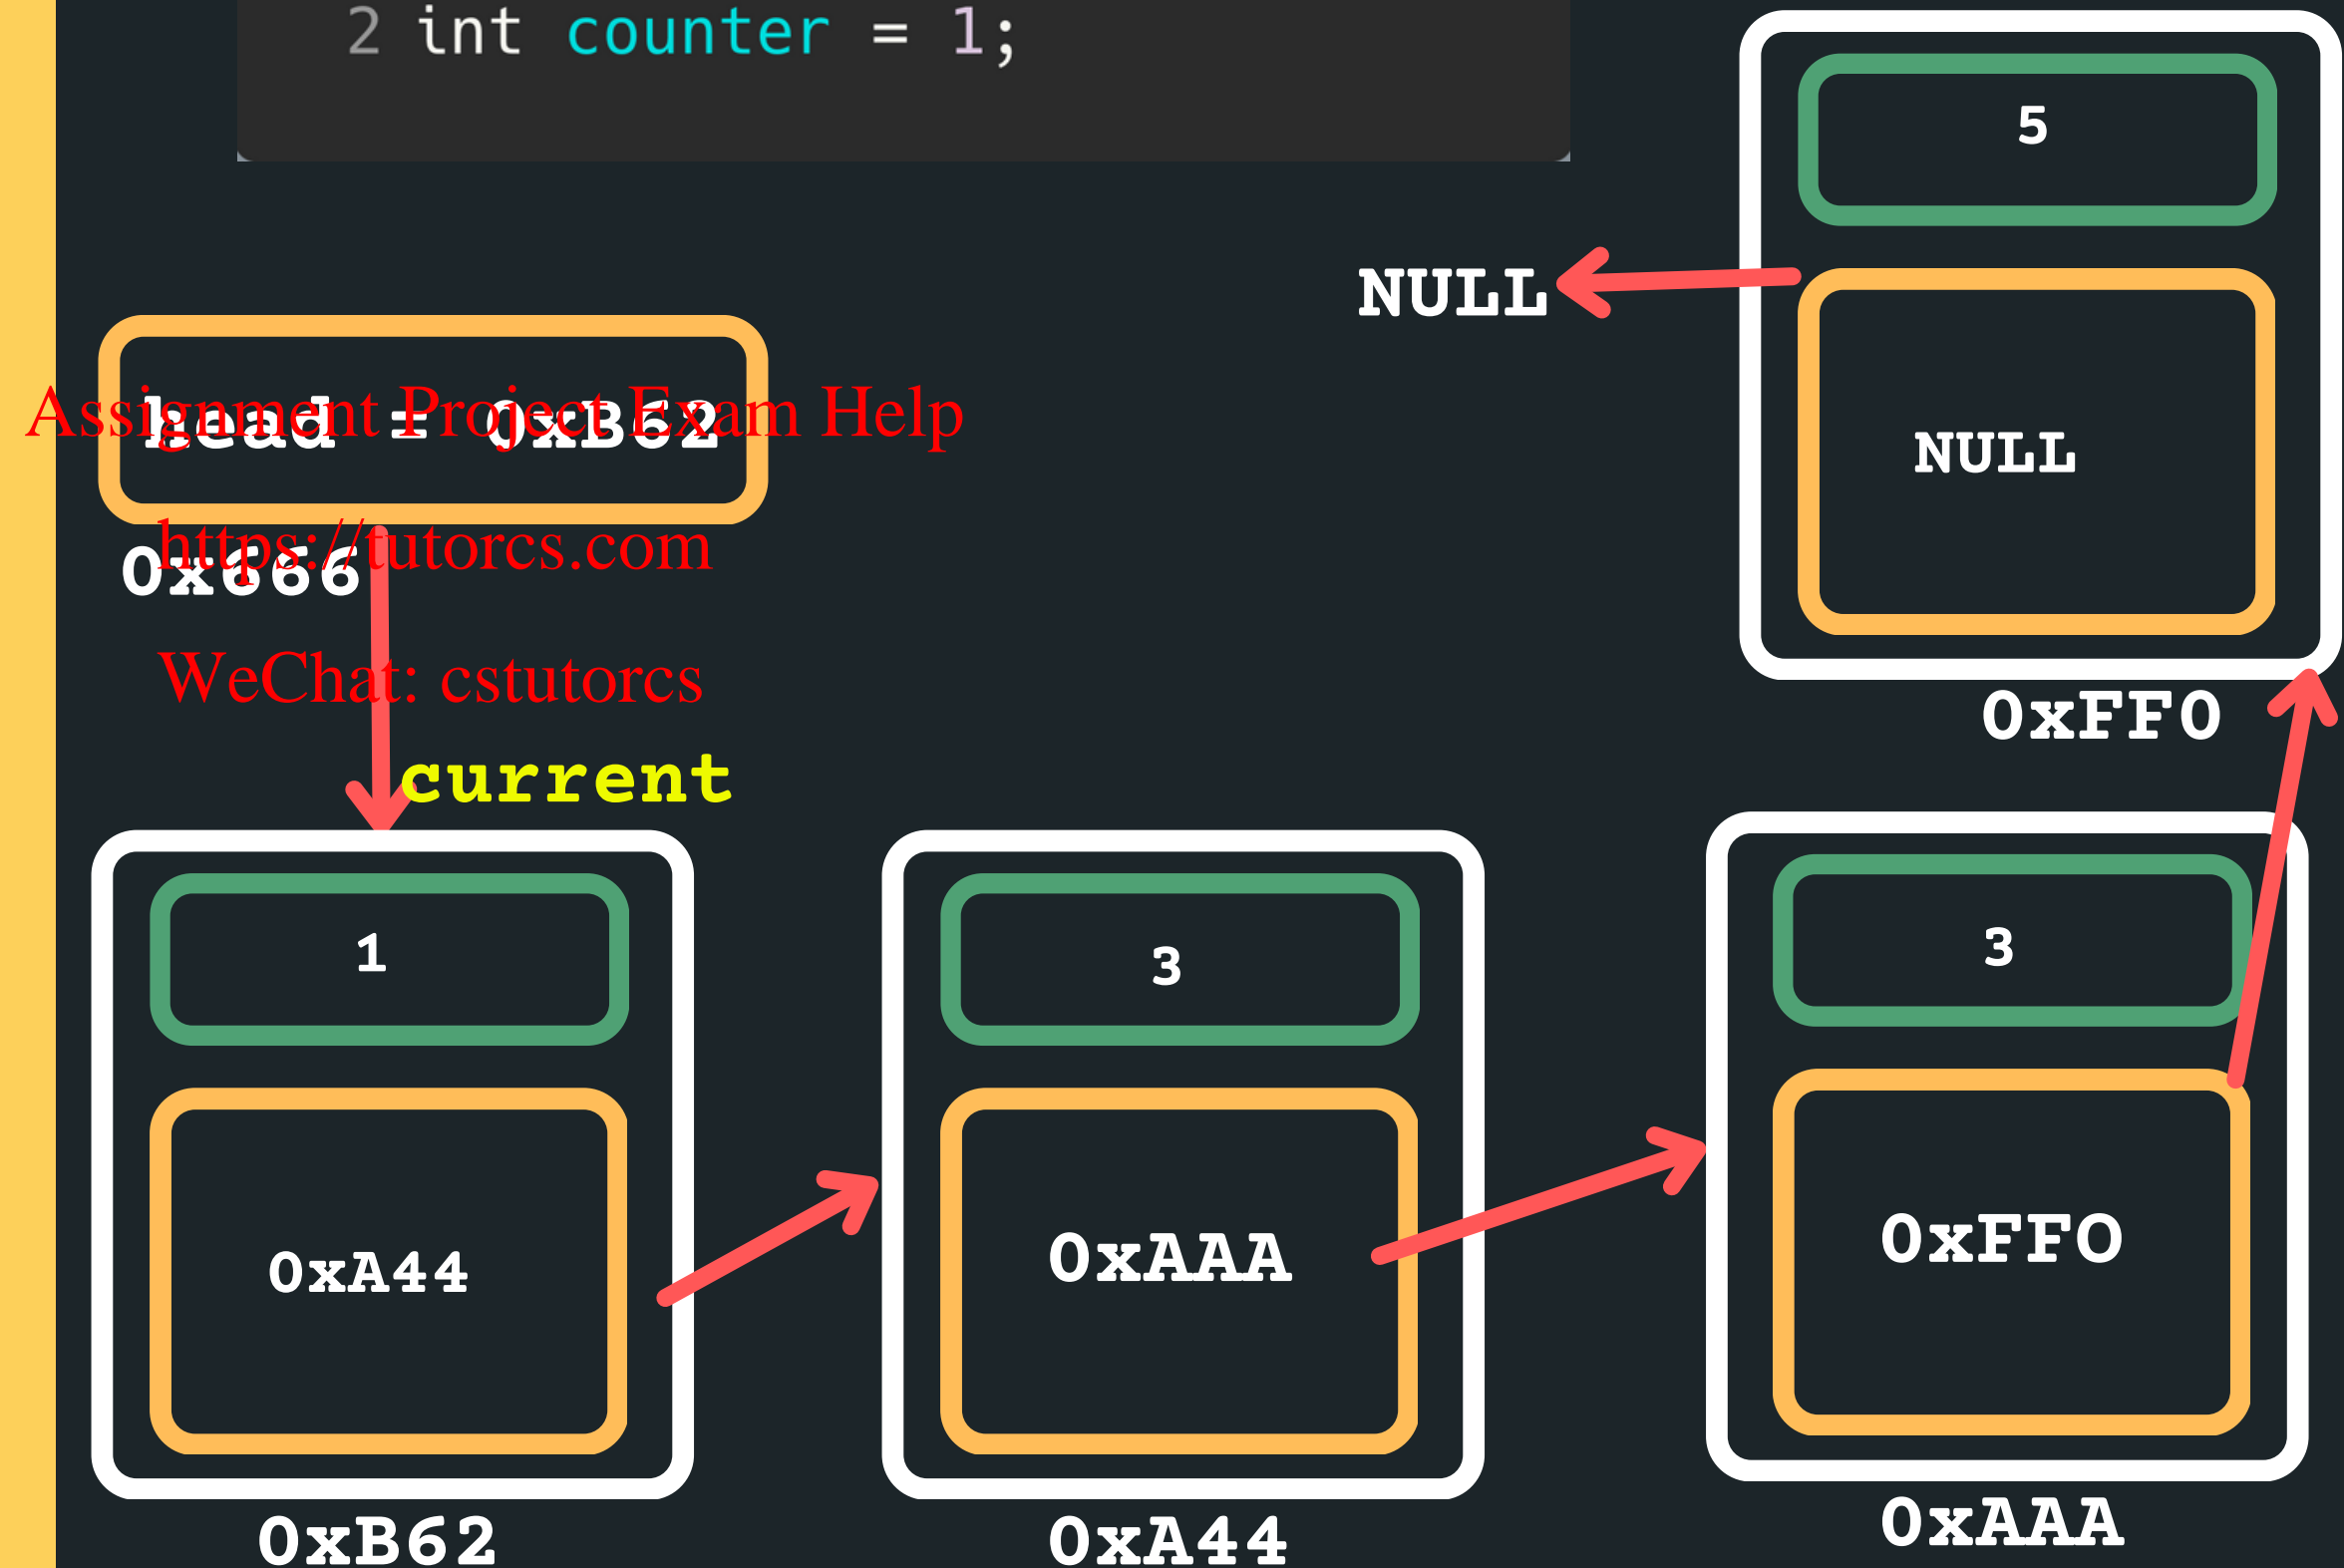 2 int counter = 1;
5
NULL
NULL
head = 0xB62
Assignment Project Exam Help
0x666
https://tutorcs.com
WeChat: cstutorcs
0xFF0
current
1
3
3
0xA44
0xAAA
0xFFO
0xB62
0xA44
0xAAA